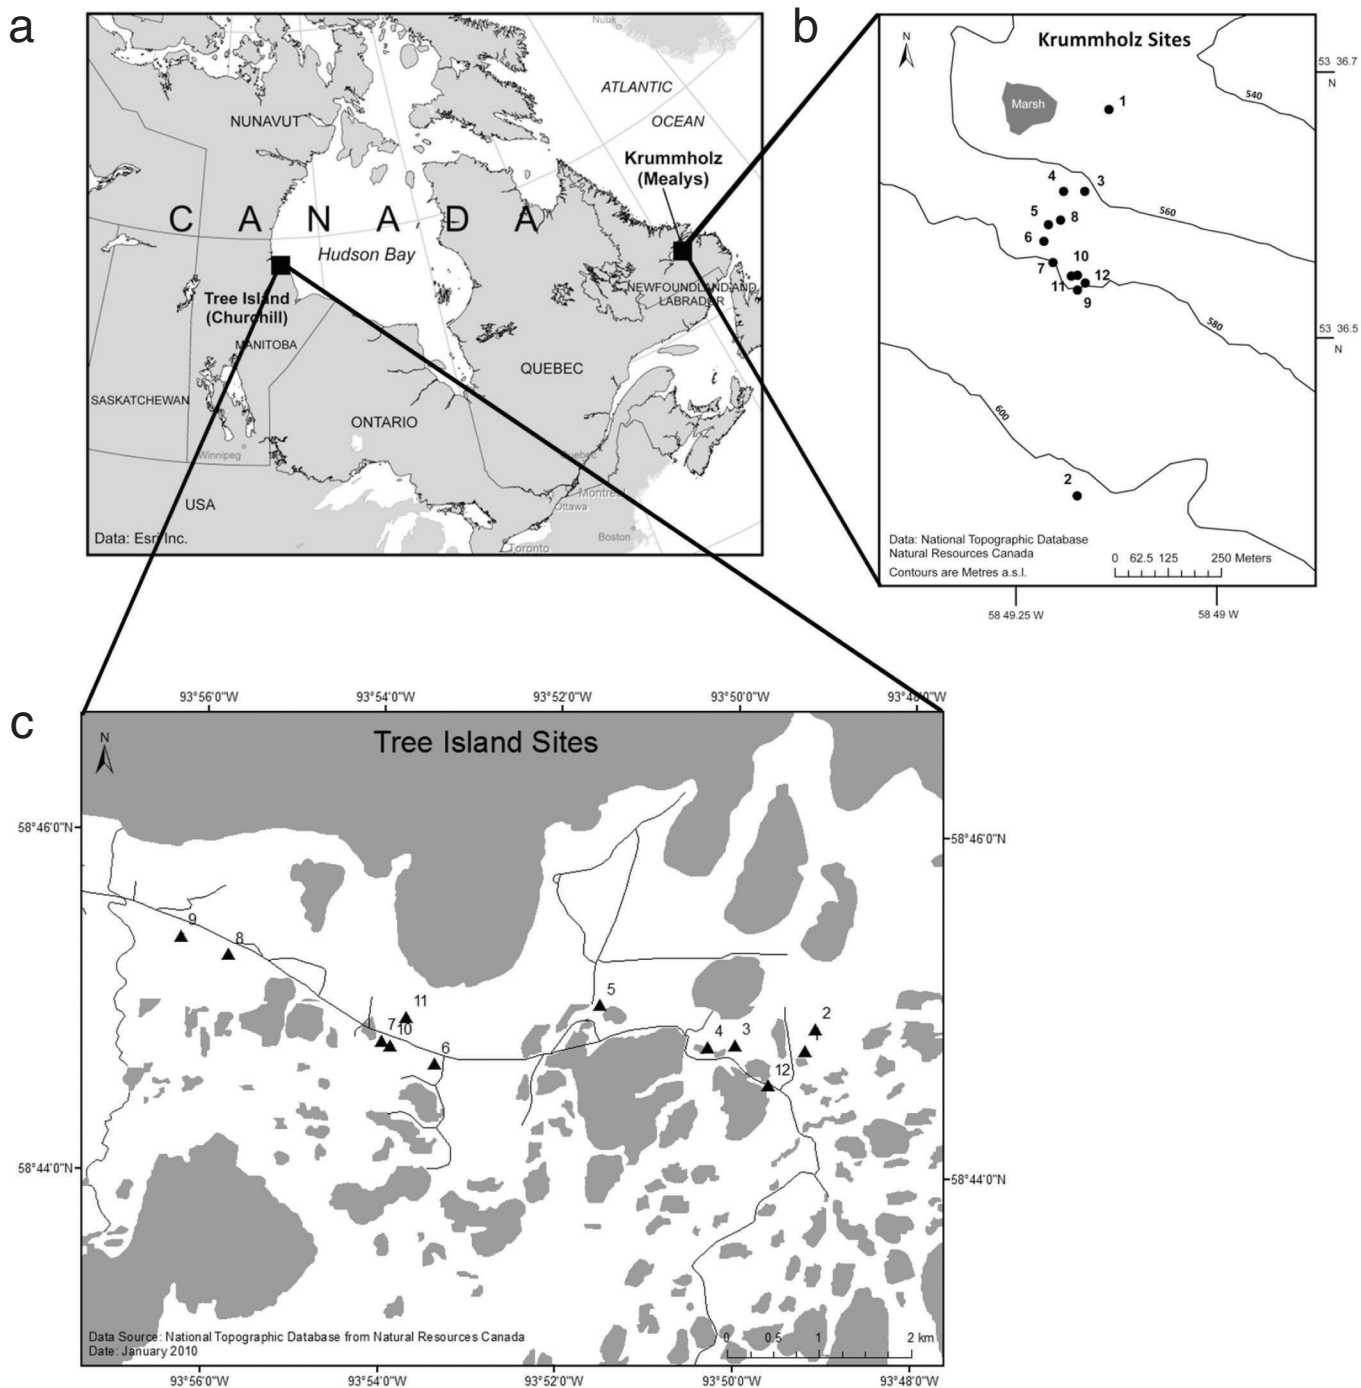 a
Nuuk
ATLANTIC
OCEAN
NUNAVUT
Krummholz
(Mealys)
C A N A D A
Hudson Bay
Tree Island
(Churchill)
NEWFOUNDLAND AND
LABRADOR
MANITOBA
QUEBEC
SASKATCHEWAN
ONTARIO
Winnipeg
Quebec
Montreal
Ottawa
USA
Boston
Toronto
Data: Esri Inc.
b
N
Krummholz Sites
53 36.7
N
540
Marsh
1
4
3
560
5
8
6
7
10
12
11
9
580
53 36.5
N
600
2
Data: National Topographic Database
Natural Resources Canada
Contours are Metres a.s.l.
0 62.5 125 250 Meters
58 49.25 W
58 49 W
c
93°56'0"W
93°54'0"W
93°52'0"W
93°50'0"W
93°48'0"W
N
Tree Island Sites
58°46'0"N
58°46'0"N
9
8
11
7
10
6
5
4
3
2
1
12
58°44'0"N
58°44'0"N
Data Source: National Topographic Database from Natural Resources Canada
Date: January 2010
0 0.5 1 2 km
93°56'0"W
93°54'0"W
93°52'0"W
93°50'0"W
93°48'0"W